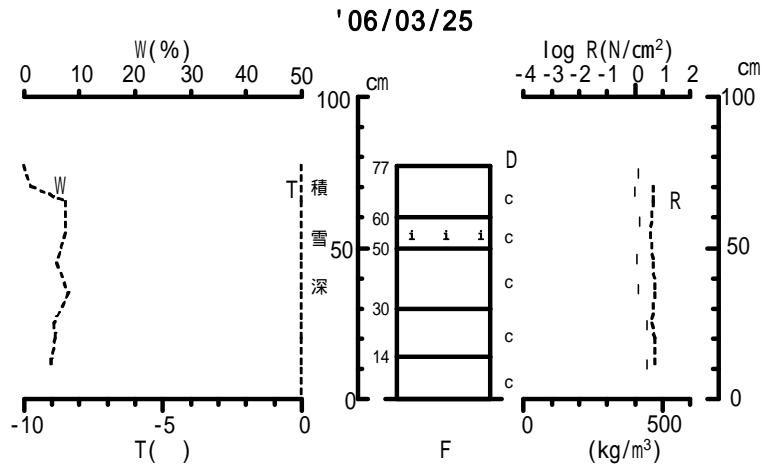 '06/03/25
W(%)
0 10 20 30 40 50
cm
100
50
0
W
T
積
雪
深
-10 -5 0
T( )
77
60
50
30
14
i i i
D
c
c
c
c
c
F
log R(N/cm²)
-4 -3 -2 -1 0 1 2
cm
100
50
0
R
0 500
(kg/m³)